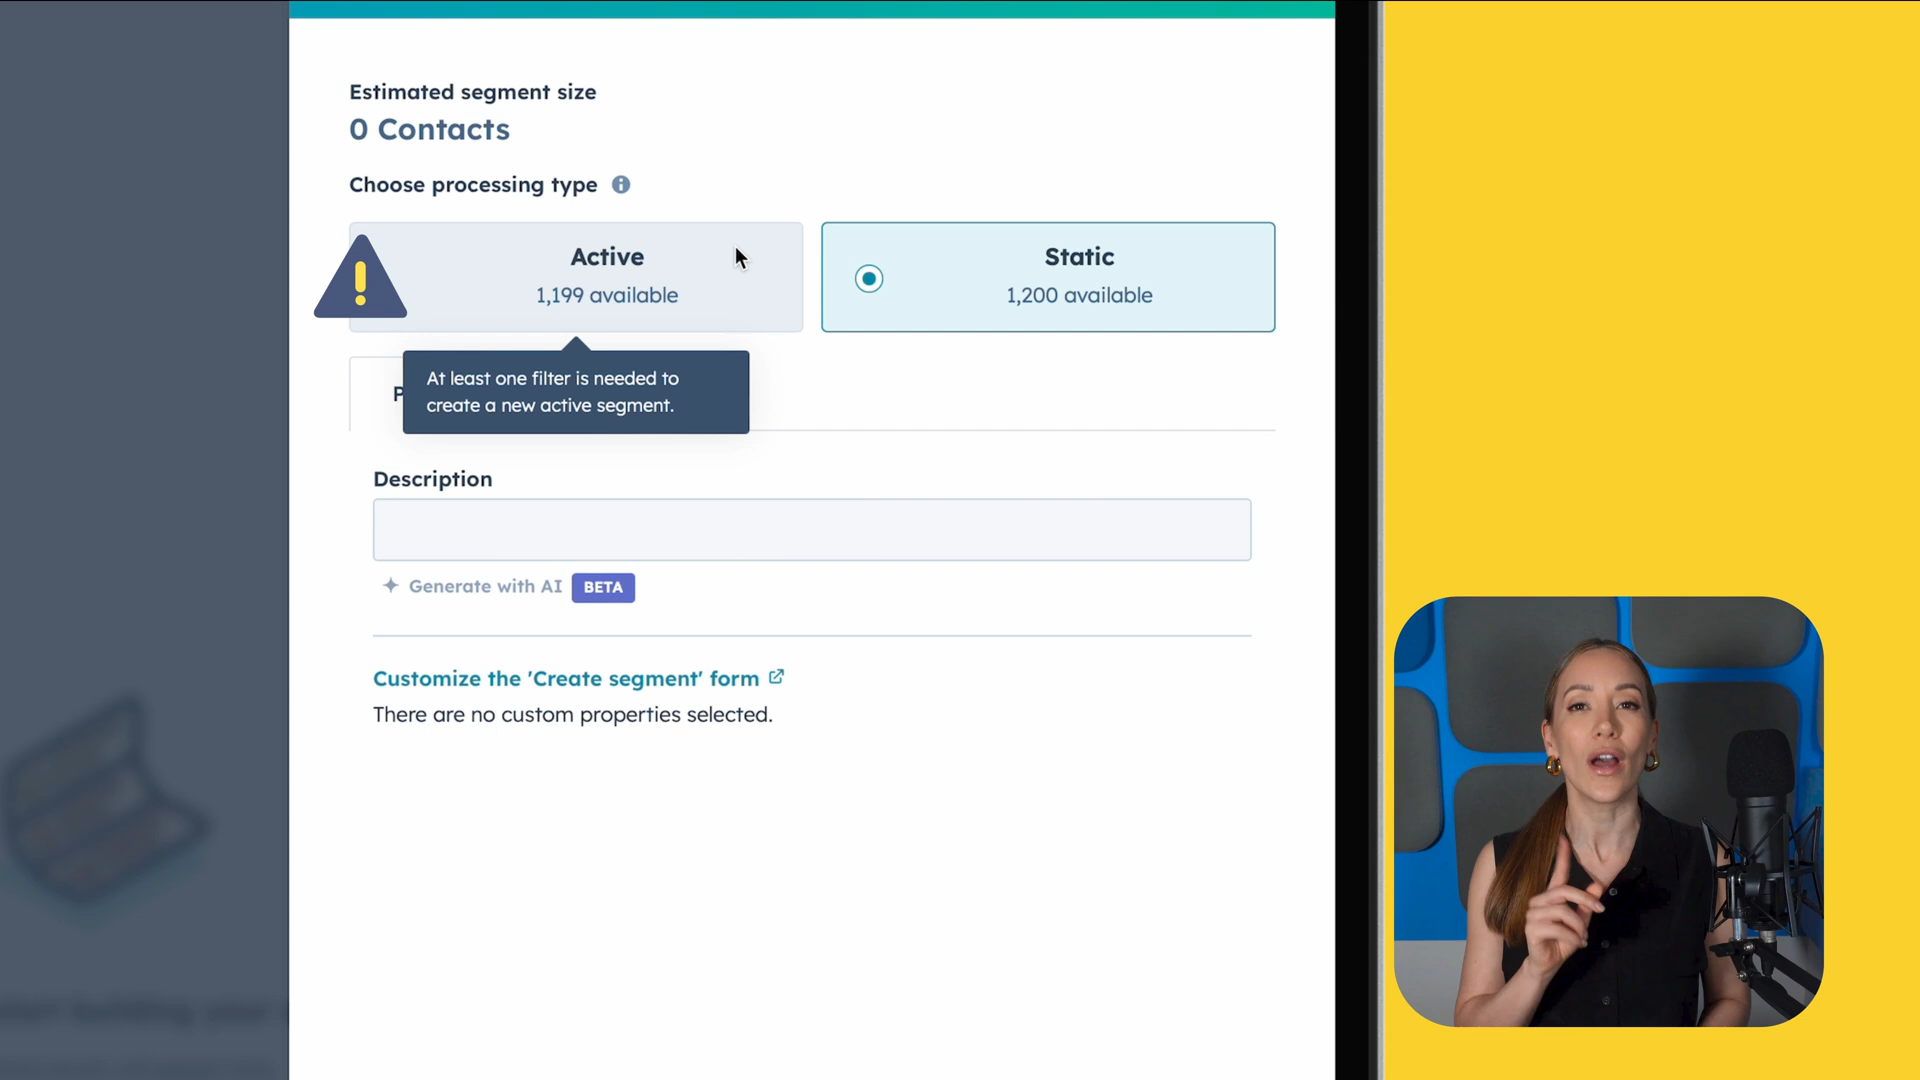 Estimated segment size
0 Contacts
Choose processing type
Active
1,199 available
Static
1,200 available
At least one filter is needed to
create a new active segment.
Description
Generate with AI BETA
Customize the 'Create segment' form
There are no custom properties selected.